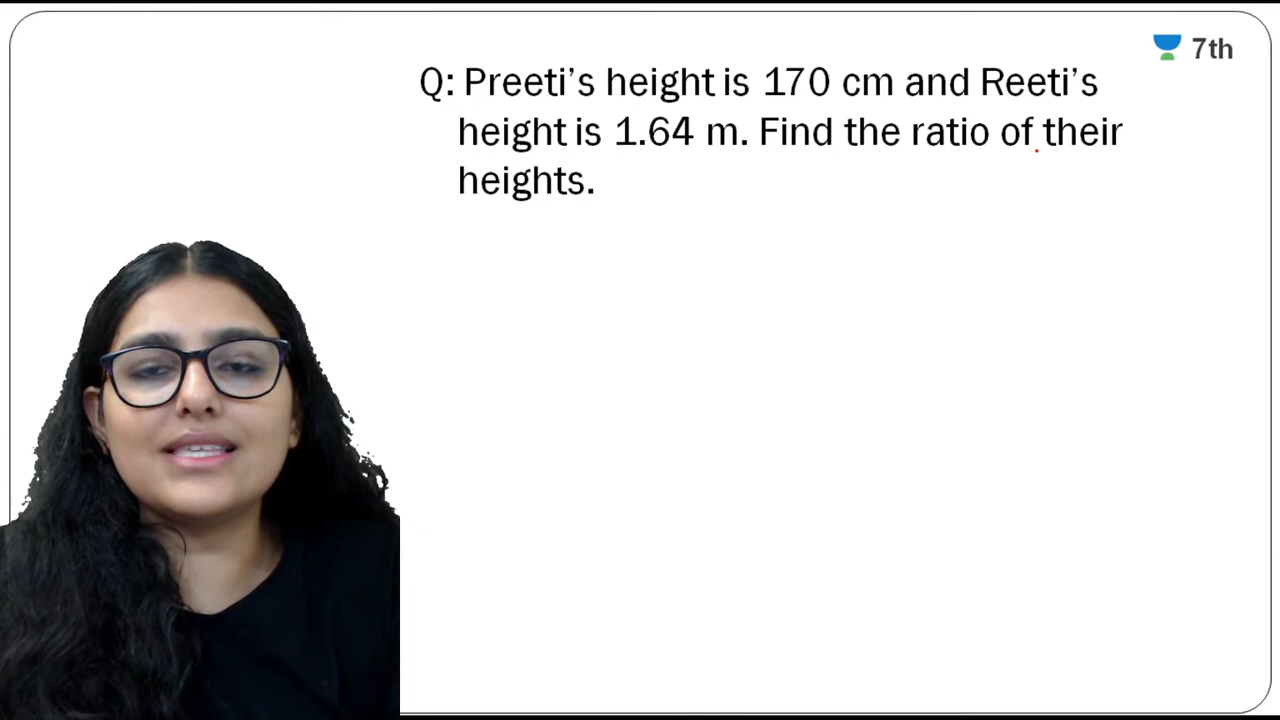 7th
Q: Preeti’s height is 170 cm and Reeti’s
height is 1.64 m. Find the ratio of their
heights.